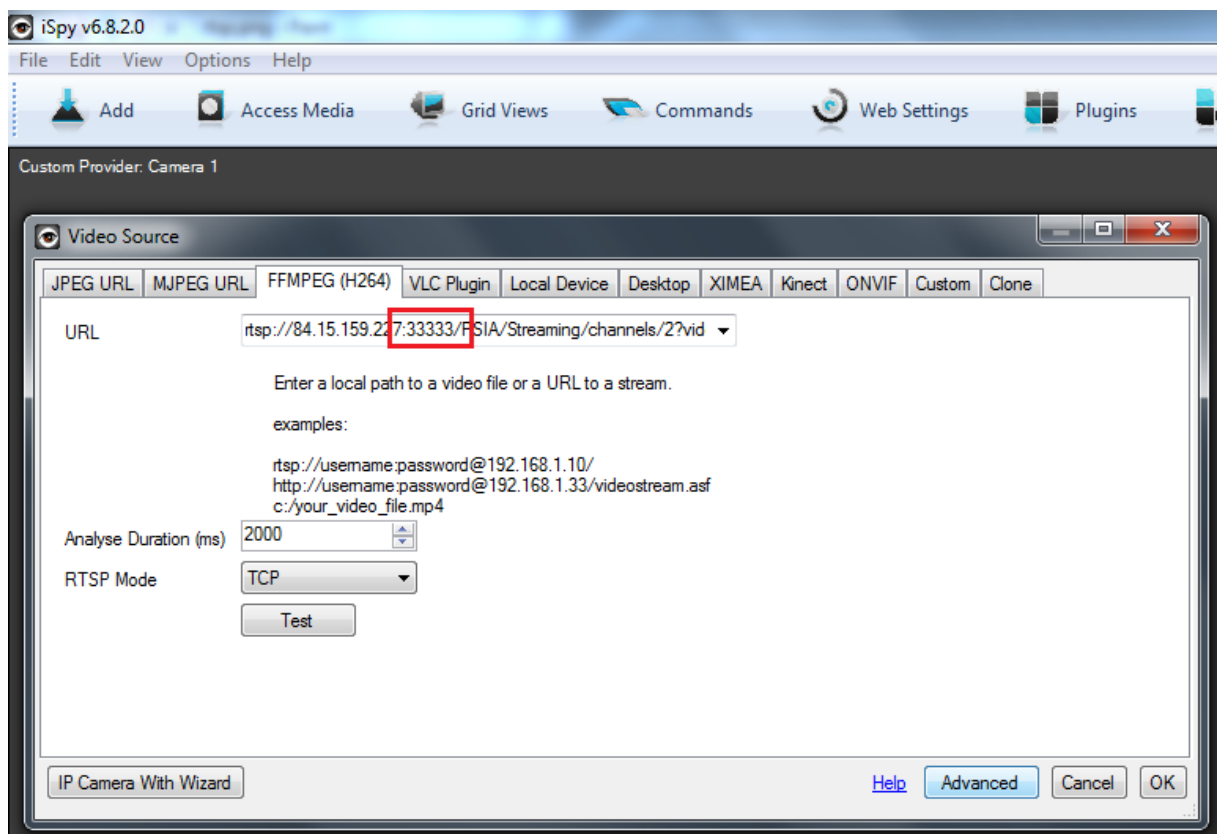 iSpy v6.8.2.0
File Edit View Options Help
Add Access Media Grid Views Commands Web Settings Plugins
Custom Provider: Camera 1
Video Source
JPEG URL MJPEG URL FFMPEG (H264) VLC Plugin Local Device Desktop XIMEA Kinect ONVIF Custom Clone
URL rtsp://84.15.159.227:33333/PSIA/Streaming/channels/2?vid
Enter a local path to a video file or a URL to a stream.
examples:
rtsp://username:password@192.168.1.10/
http://username:password@192.168.1.33/videostream.asf
c:/your_video_file.mp4
Analyse Duration (ms) 2000
RTSP Mode TCP
Test
IP Camera With Wizard Help Advanced Cancel OK